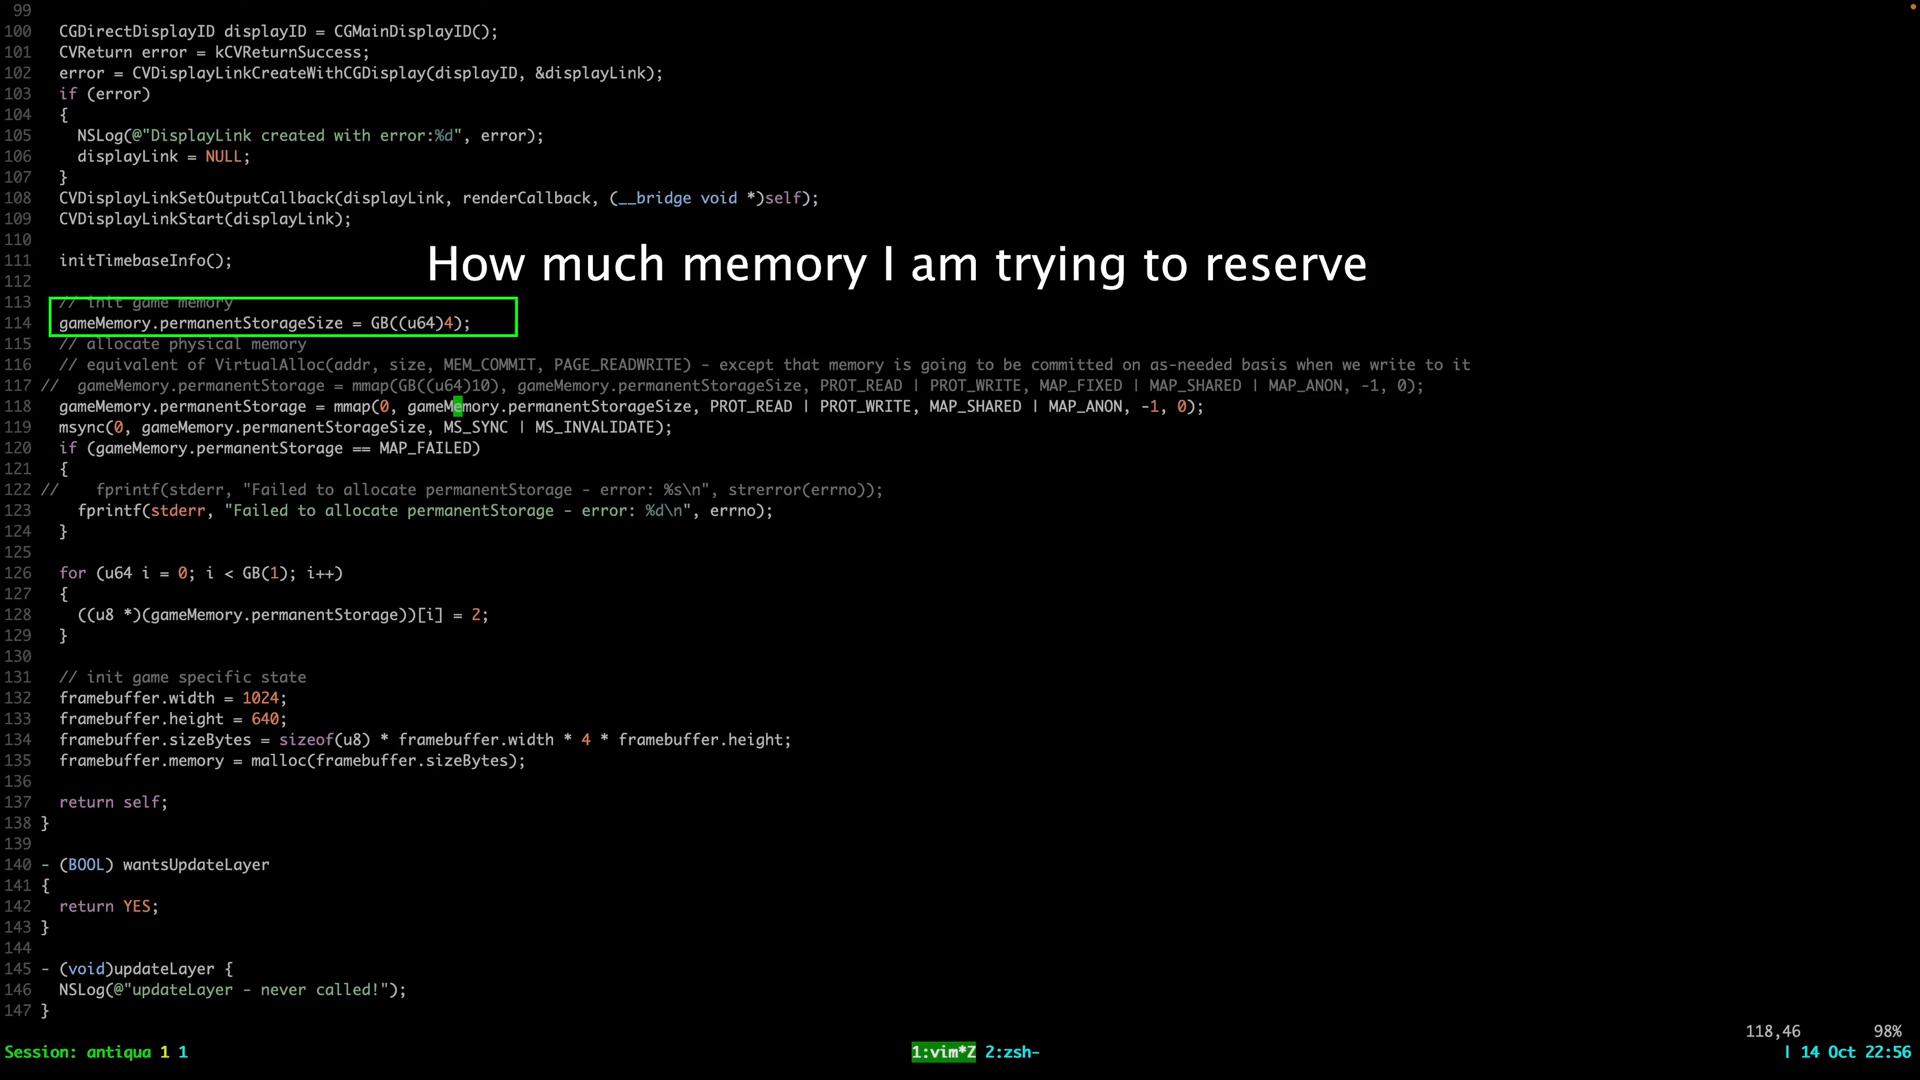 99
100   CGDirectDisplayID displayID = CGMainDisplayID();
101   CVReturn error = kCVReturnSuccess;
102   error = CVDisplayLinkCreateWithCGDisplay(displayID, &displayLink);
103   if (error)
104   {
105     NSLog(@"DisplayLink created with error:%d", error);
106     displayLink = NULL;
107   }
108   CVDisplayLinkSetOutputCallback(displayLink, renderCallback, (__bridge void *)self);
109   CVDisplayLinkStart(displayLink);
110
How much memory I am trying to reserve
111   initTimebaseInfo();
112
113   // init game memory
114   gameMemory.permanentStorageSize = GB((u64)4);
115   // allocate physical memory
116   // equivalent of VirtualAlloc(addr, size, MEM_COMMIT, PAGE_READWRITE) - except that memory is going to be committed on as-needed basis when we write to it
117 //  gameMemory.permanentStorage = mmap(GB((u64)10), gameMemory.permanentStorageSize, PROT_READ | PROT_WRITE, MAP_FIXED | MAP_SHARED | MAP_ANON, -1, 0);
118   gameMemory.permanentStorage = mmap(0, gameMemory.permanentStorageSize, PROT_READ | PROT_WRITE, MAP_SHARED | MAP_ANON, -1, 0);
119   msync(0, gameMemory.permanentStorageSize, MS_SYNC | MS_INVALIDATE);
120   if (gameMemory.permanentStorage == MAP_FAILED)
121   {
122 //    fprintf(stderr, "Failed to allocate permanentStorage - error: %s\n", strerror(errno));
123     fprintf(stderr, "Failed to allocate permanentStorage - error: %d\n", errno);
124   }
125
126   for (u64 i = 0; i < GB(1); i++)
127   {
128     ((u8 *)(gameMemory.permanentStorage))[i] = 2;
129   }
130
131   // init game specific state
132   framebuffer.width = 1024;
133   framebuffer.height = 640;
134   framebuffer.sizeBytes = sizeof(u8) * framebuffer.width * 4 * framebuffer.height;
135   framebuffer.memory = malloc(framebuffer.sizeBytes);
136
137   return self;
138 }
139
140 - (BOOL) wantsUpdateLayer
141 {
142   return YES;
143 }
144
145 - (void)updateLayer {
146   NSLog(@"updateLayer - never called!");
147 }
118,46 98%
Session: antiqua 1 1 1:vim*Z 2:zsh- | 14 Oct 22:56